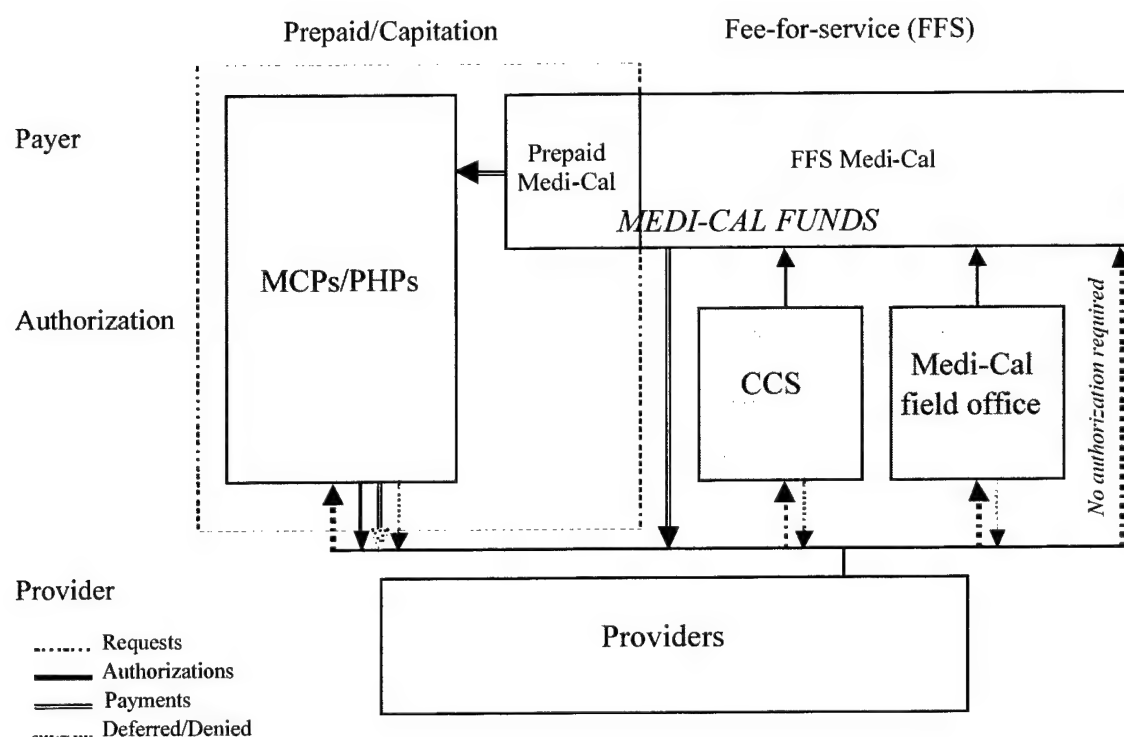 Prepaid/Capitation
Fee-for-service (FFS)
Payer
Prepaid
Medi-Cal
FFS Medi-Cal
MEDI-CAL FUNDS
MCPs/PHPs
Authorization
CCS
Medi-Cal
field office
No authorization required
Provider
Providers
Requests
Authorizations
Payments
Deferred/Denied